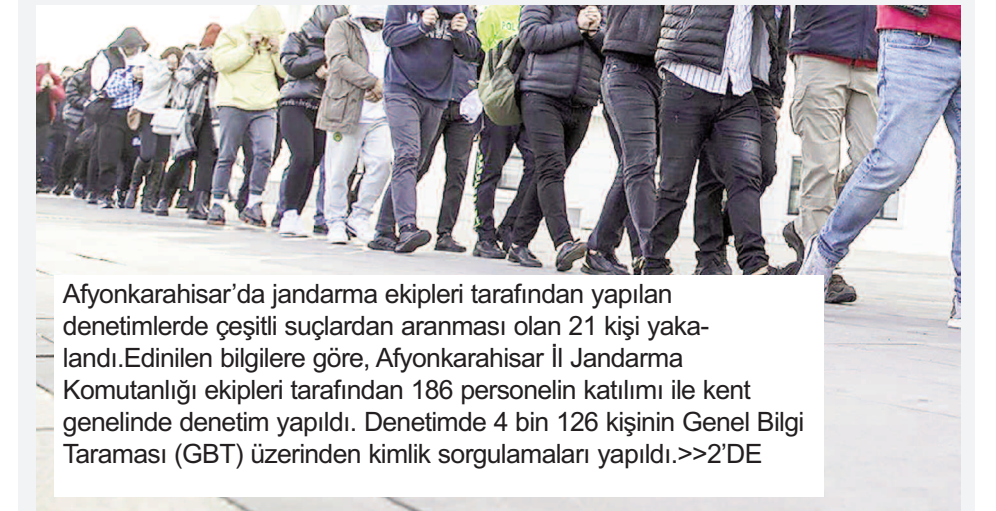 Afyonkarahisar’da jandarma ekipleri tarafından yapılan
denetimlerde çeşitli suçlardan aranması olan 21 kişi yaka-
landı.Edinilen bilgilere göre, Afyonkarahisar İl Jandarma
Komutanlığı ekipleri tarafından 186 personelin katılımı ile kent
genelinde denetim yapıldı. Denetimde 4 bin 126 kişinin Genel Bilgi
Taraması (GBT) üzerinden kimlik sorgulamaları yapıldı.>>2’DE